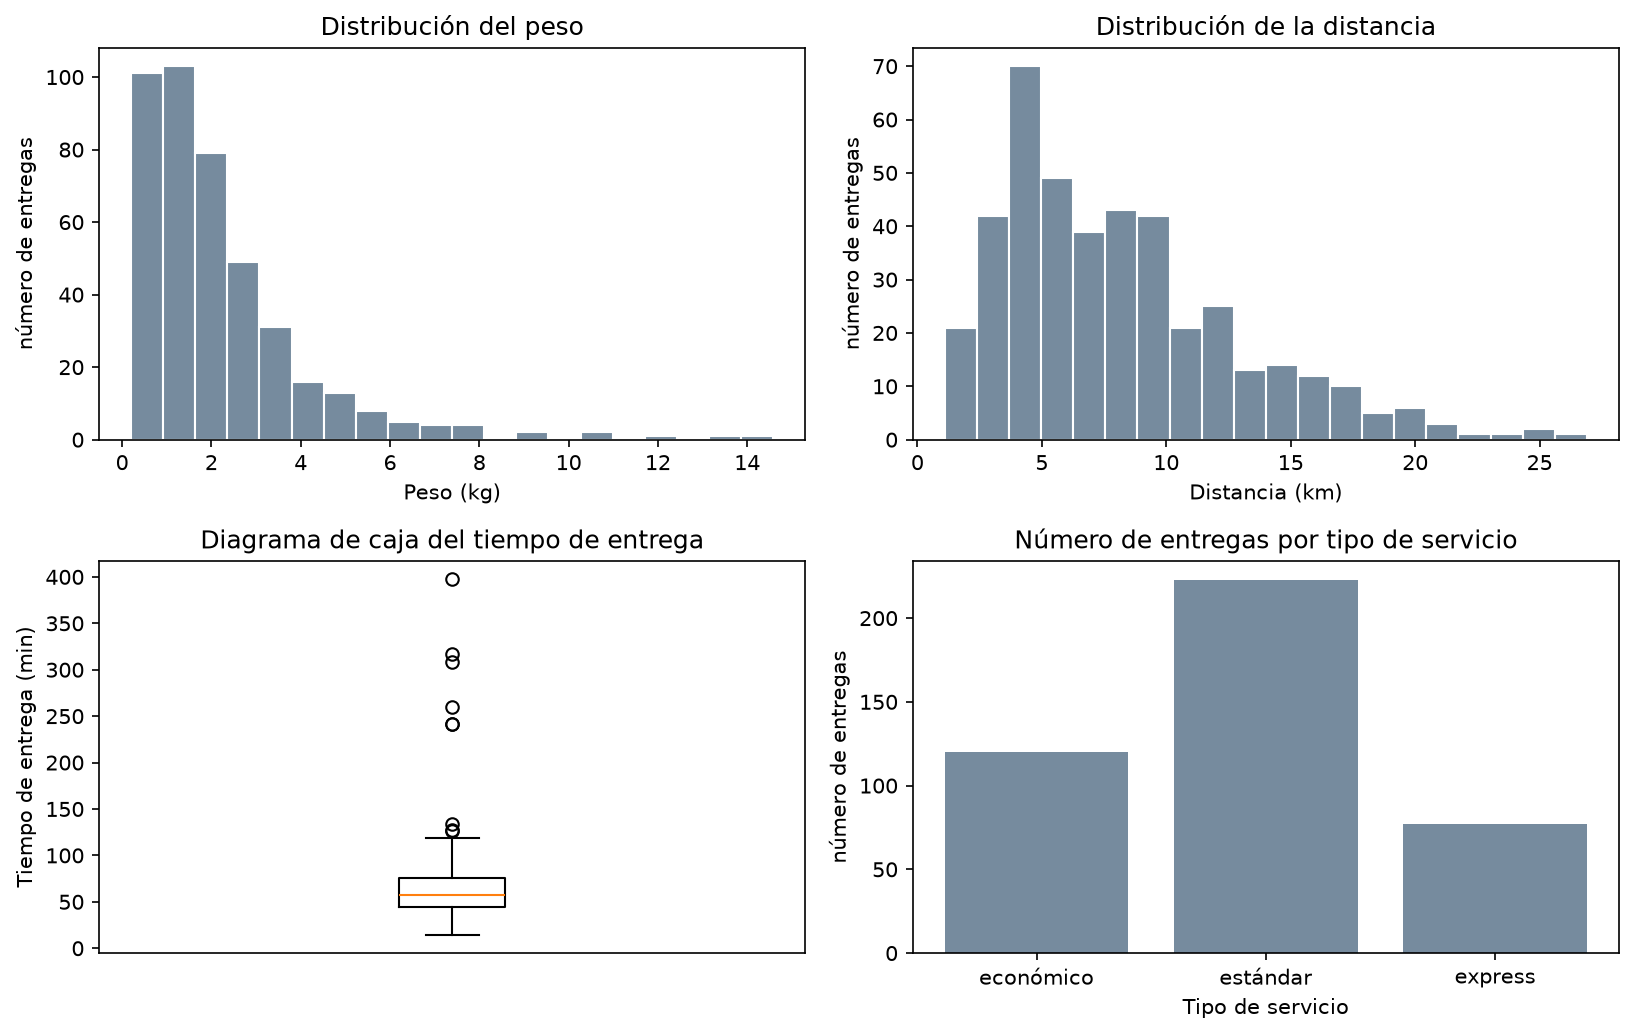 Distribución del peso
número de entregas
100
80
60
40
20
0
0 2 4 6 8 10 12 14
Peso (kg)
Distribución de la distancia
número de entregas
70
60
50
40
30
20
10
0
0 5 10 15 20 25
Distancia (km)
Diagrama de caja del tiempo de entrega
Tiempo de entrega (min)
400
350
300
250
200
150
100
50
0
Número de entregas por tipo de servicio
número de entregas
200
150
100
50
0
económico estándar express
Tipo de servicio